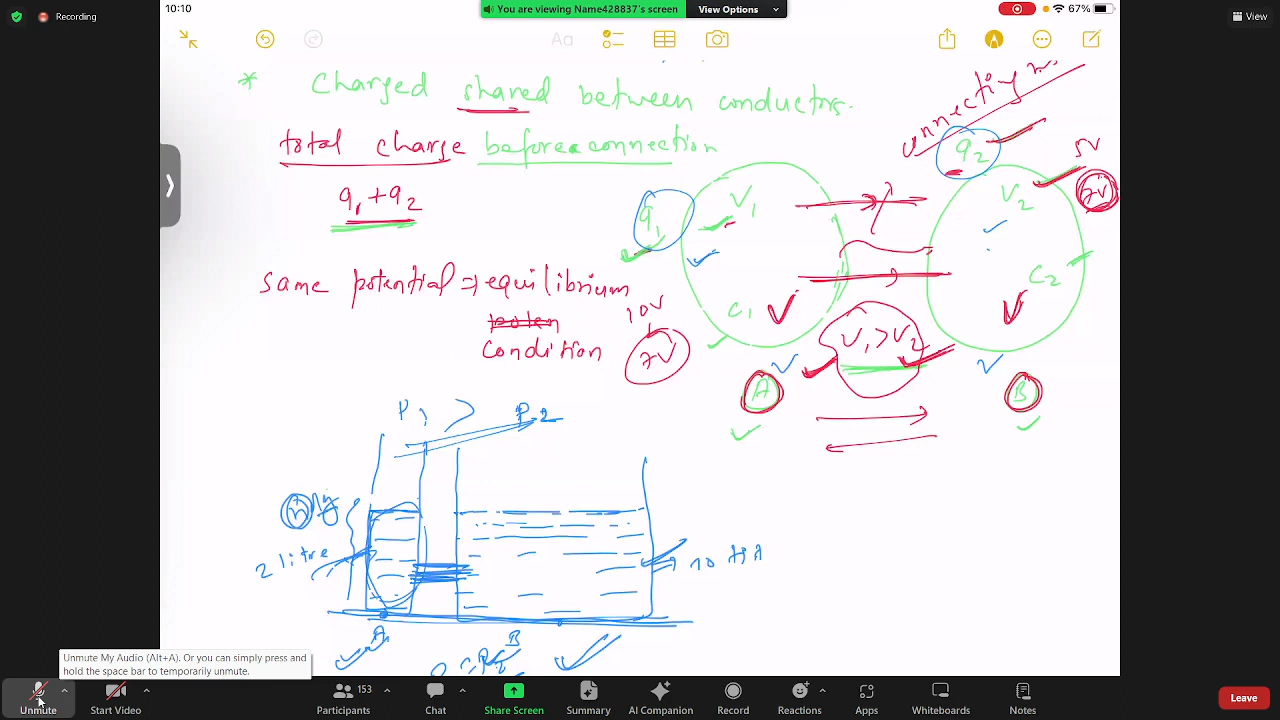 Recording
10:10
You are viewing Name428837's screen
View Options
67%
View
Aa
* Charged shared between conductors.
connecting
total charge before connection
q2
5V
7V
q1+q2
q1
V1
V2
C2
same potential => equilibrium
C1
10V
condition
7V
V1>V2
A
B
P1 > P2
h
2 litre
10
A
B
Unmute My Audio (Alt+A). Or you can simply press and
hold the space bar to temporarily unmute.
Unmute
Start Video
153
Participants
Chat
Share Screen
Summary
AI Companion
Record
Reactions
Apps
Whiteboards
Notes
Leave